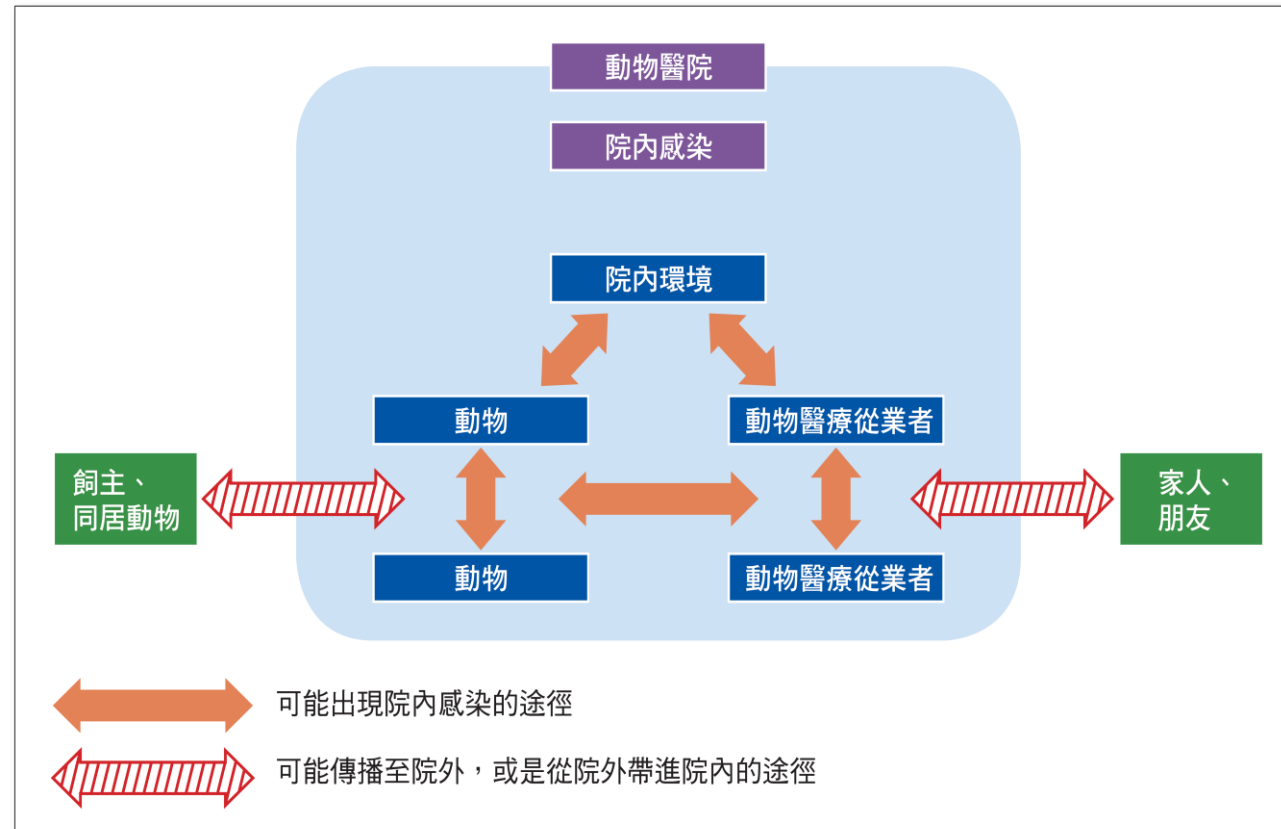 動物醫院
院內感染
院內環境
動物
動物醫療從業者
飼主、
同居動物
家人、
朋友
動物
動物醫療從業者
可能出現院內感染的途徑
可能傳播至院外，或是從院外帶進院內的途徑